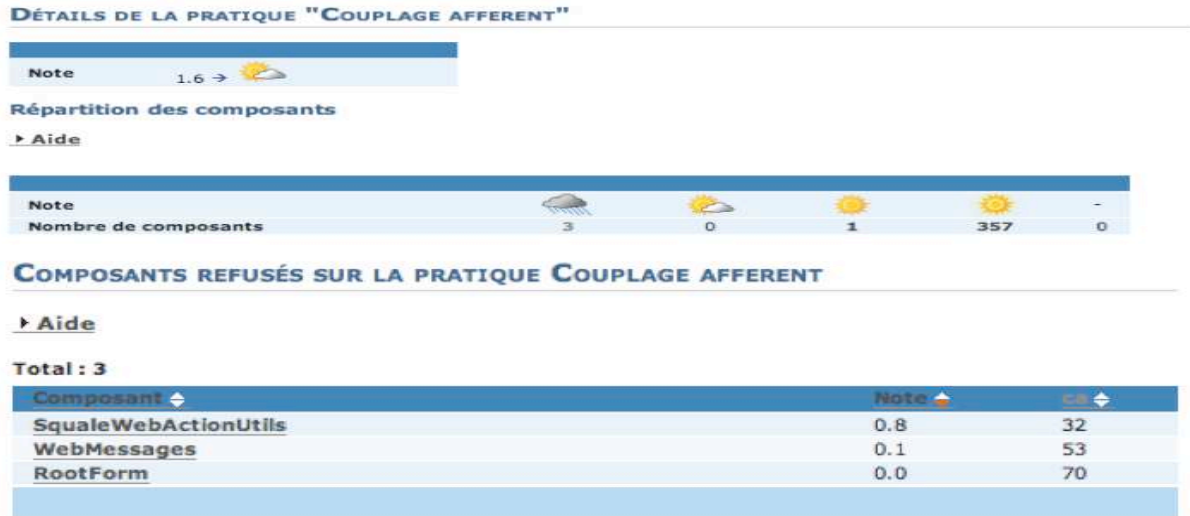 DÉTAILS DE LA PRATIQUE "COUPLAGE AFFERENT"
Note 1.6 →
Répartition des composants
Aide
Note -
Nombre de composants 3 0 1 357 0
COMPOSANTS REFUSÉS SUR LA PRATIQUE COUPLAGE AFFERENT
Aide
Total : 3
Composant Note ca
SqualeWebActionUtils 0.8 32
WebMessages 0.1 53
RootForm 0.0 70